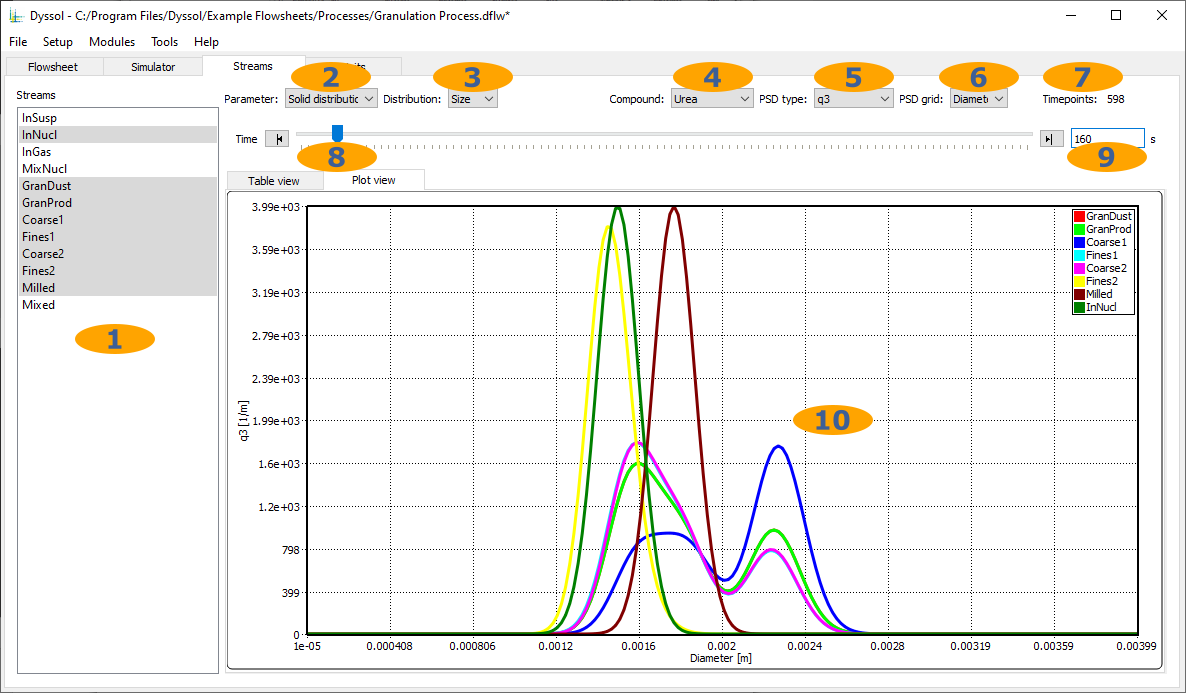 Dyssol - C:/Program Files/Dyssol/Example Flowsheets/Processes/Granulation Process.dflw*
File Setup Modules Tools Help
Flowsheet Simulator Streams
2 3 4 5 6 7
Streams
Parameter: Solid distributic Distribution: Size Compound: Urea PSD type: q3 PSD grid: Diamet Timepoints: 598
Time 160 s
8 9
InSusp
InNucl
InGas
MixNucl
GranDust
GranProd
Coarse1
Fines1
Coarse2
Fines2
Milled
Mixed
1
Table view Plot view
3.99e+03
3.59e+03
3.19e+03
2.79e+03
2.39e+03
1.99e+03
1.6e+03
1.2e+03
798
399
0
q3 [1/m]
GranDust
GranProd
Coarse1
Fines1
Coarse2
Fines2
Milled
InNucl
10
1e-05 0.000408 0.000806 0.0012 0.0016 0.002 0.0024 0.0028 0.00319 0.00359 0.00399
Diameter [m]